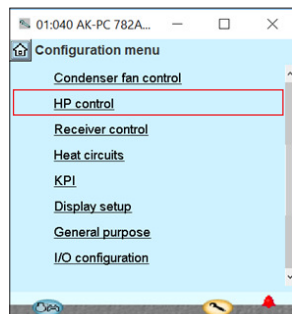 01:040 AK-PC 782A...
Configuration menu
Condenser fan control
HP control
Receiver control
Heat circuits
KPI
Display setup
General purpose
I/O configuration